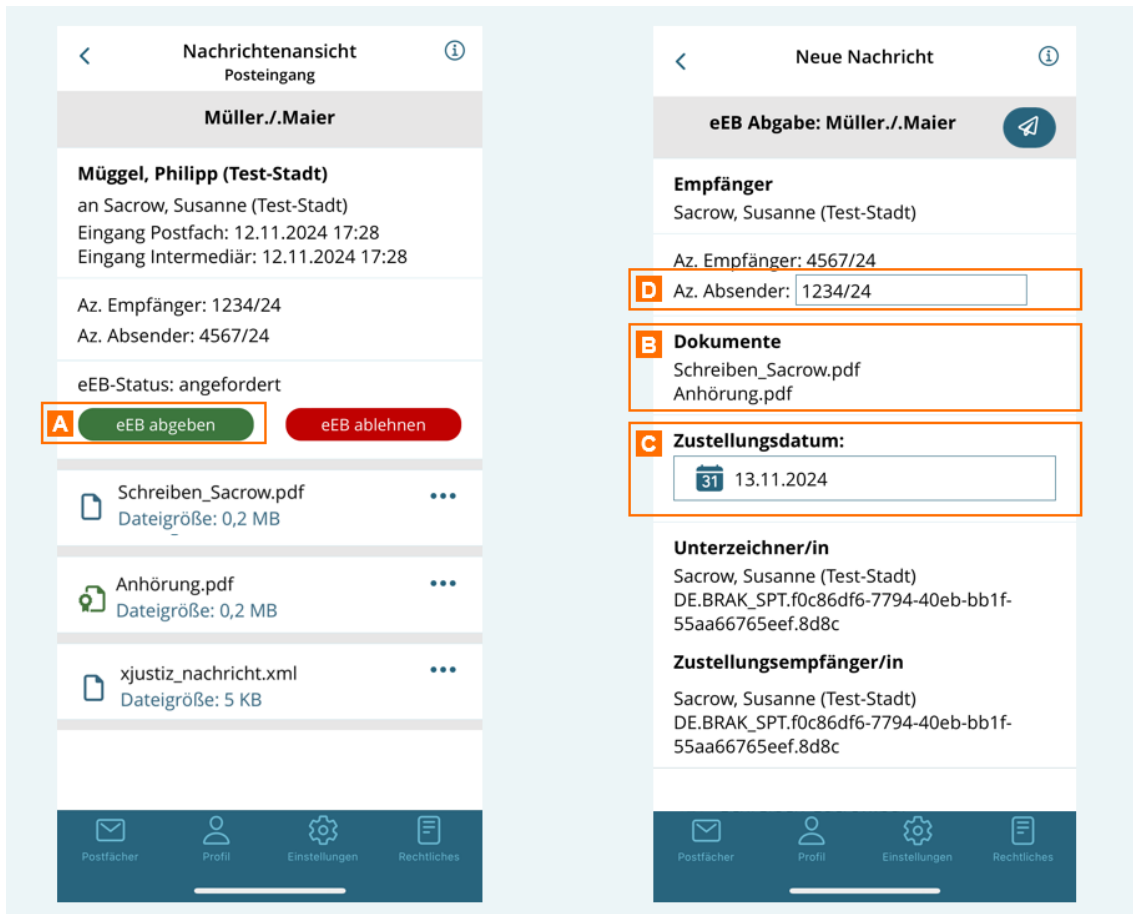 Nachrichtenansicht
Posteingang
Müller./.Maier
Müggel, Philipp (Test-Stadt)
an Sacrow, Susanne (Test-Stadt)
Eingang Postfach: 12.11.2024 17:28
Eingang Intermediär: 12.11.2024 17:28
Az. Empfänger: 1234/24
Az. Absender: 4567/24
eEB-Status: angefordert
A eEB abgeben eEB ablehnen
Schreiben_Sacrow.pdf
Dateigröße: 0,2 MB
Anhörung.pdf
Dateigröße: 0,2 MB
xjustiz_nachricht.xml
Dateigröße: 5 KB
Postfächer Profil Einstellungen Rechtliches
Neue Nachricht
eEB Abgabe: Müller./.Maier
Empfänger
Sacrow, Susanne (Test-Stadt)
Az. Empfänger: 4567/24
D Az. Absender: 1234/24
B Dokumente
Schreiben_Sacrow.pdf
Anhörung.pdf
C Zustellungsdatum:
31 13.11.2024
Unterzeichner/in
Sacrow, Susanne (Test-Stadt)
DE.BRAK_SPT.f0c86df6-7794-40eb-bb1f-
55aa66765eef.8d8c
Zustellungsempfänger/in
Sacrow, Susanne (Test-Stadt)
DE.BRAK_SPT.f0c86df6-7794-40eb-bb1f-
55aa66765eef.8d8c
Postfächer Profil Einstellungen Rechtliches